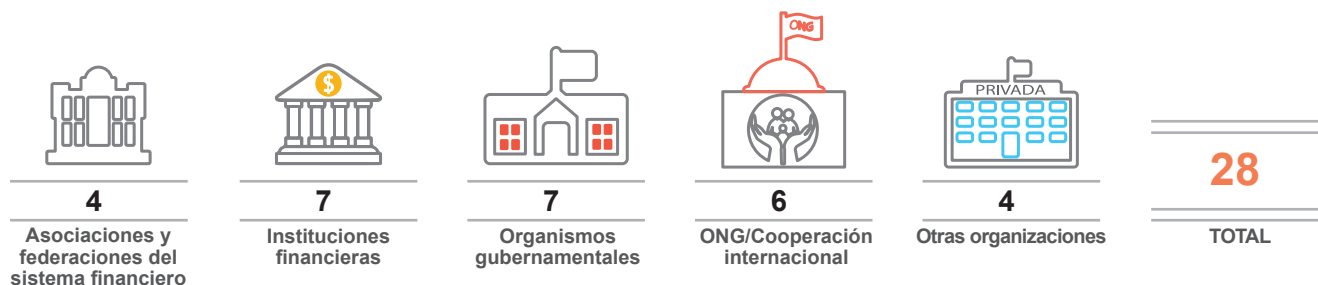 ONG
$
PRIVADA
4
Asociaciones y
federaciones del
sistema financiero
7
Instituciones
financieras
7
Organismos
gubernamentales
6
ONG/Cooperación
internacional
4
Otras organizaciones
28
TOTAL